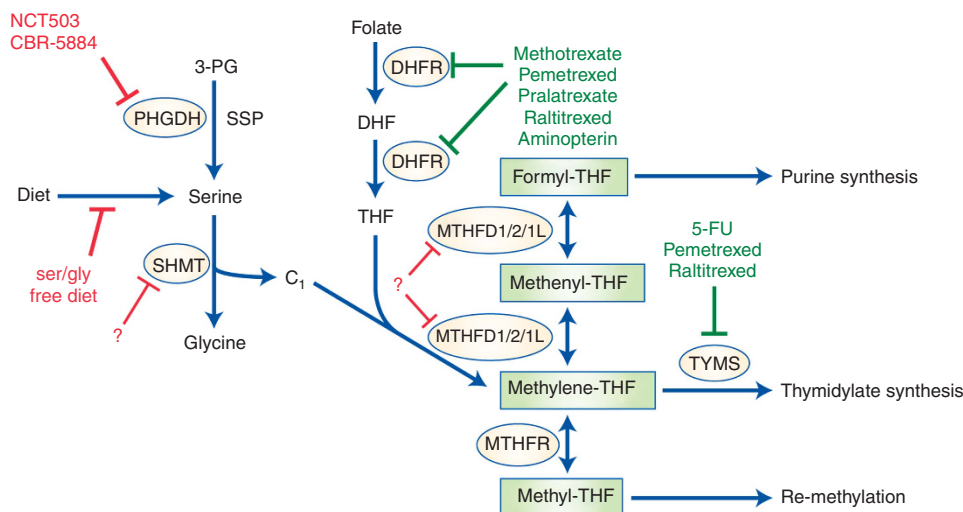 NCT503
CBR-5884
3-PG
PHGDH
SSP
Diet
Serine
ser/gly
free diet
SHMT
?
C1
Glycine
Folate
DHFR
DHF
DHFR
THF
Methotrexate
Pemetrexed
Pralatrexate
Raltitrexed
Aminopterin
Formyl-THF
Purine synthesis
MTHFD1/2/1L
?
Methenyl-THF
MTHFD1/2/1L
5-FU
Pemetrexed
Raltitrexed
TYMS
Methylene-THF
Thymidylate synthesis
MTHFR
Methyl-THF
Re-methylation